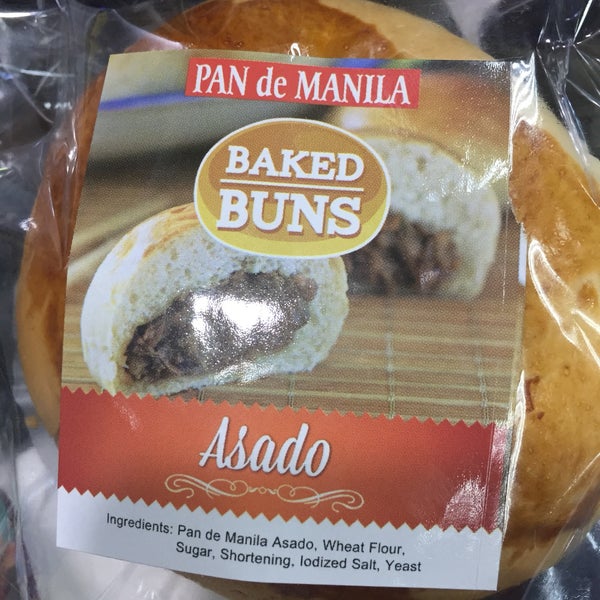 PAN de MANILA
BAKED
BUNS
Asado
Ingredients: Pan de Manila Asado, Wheat Flour,
Sugar, Shortening, Iodized Salt, Yeast